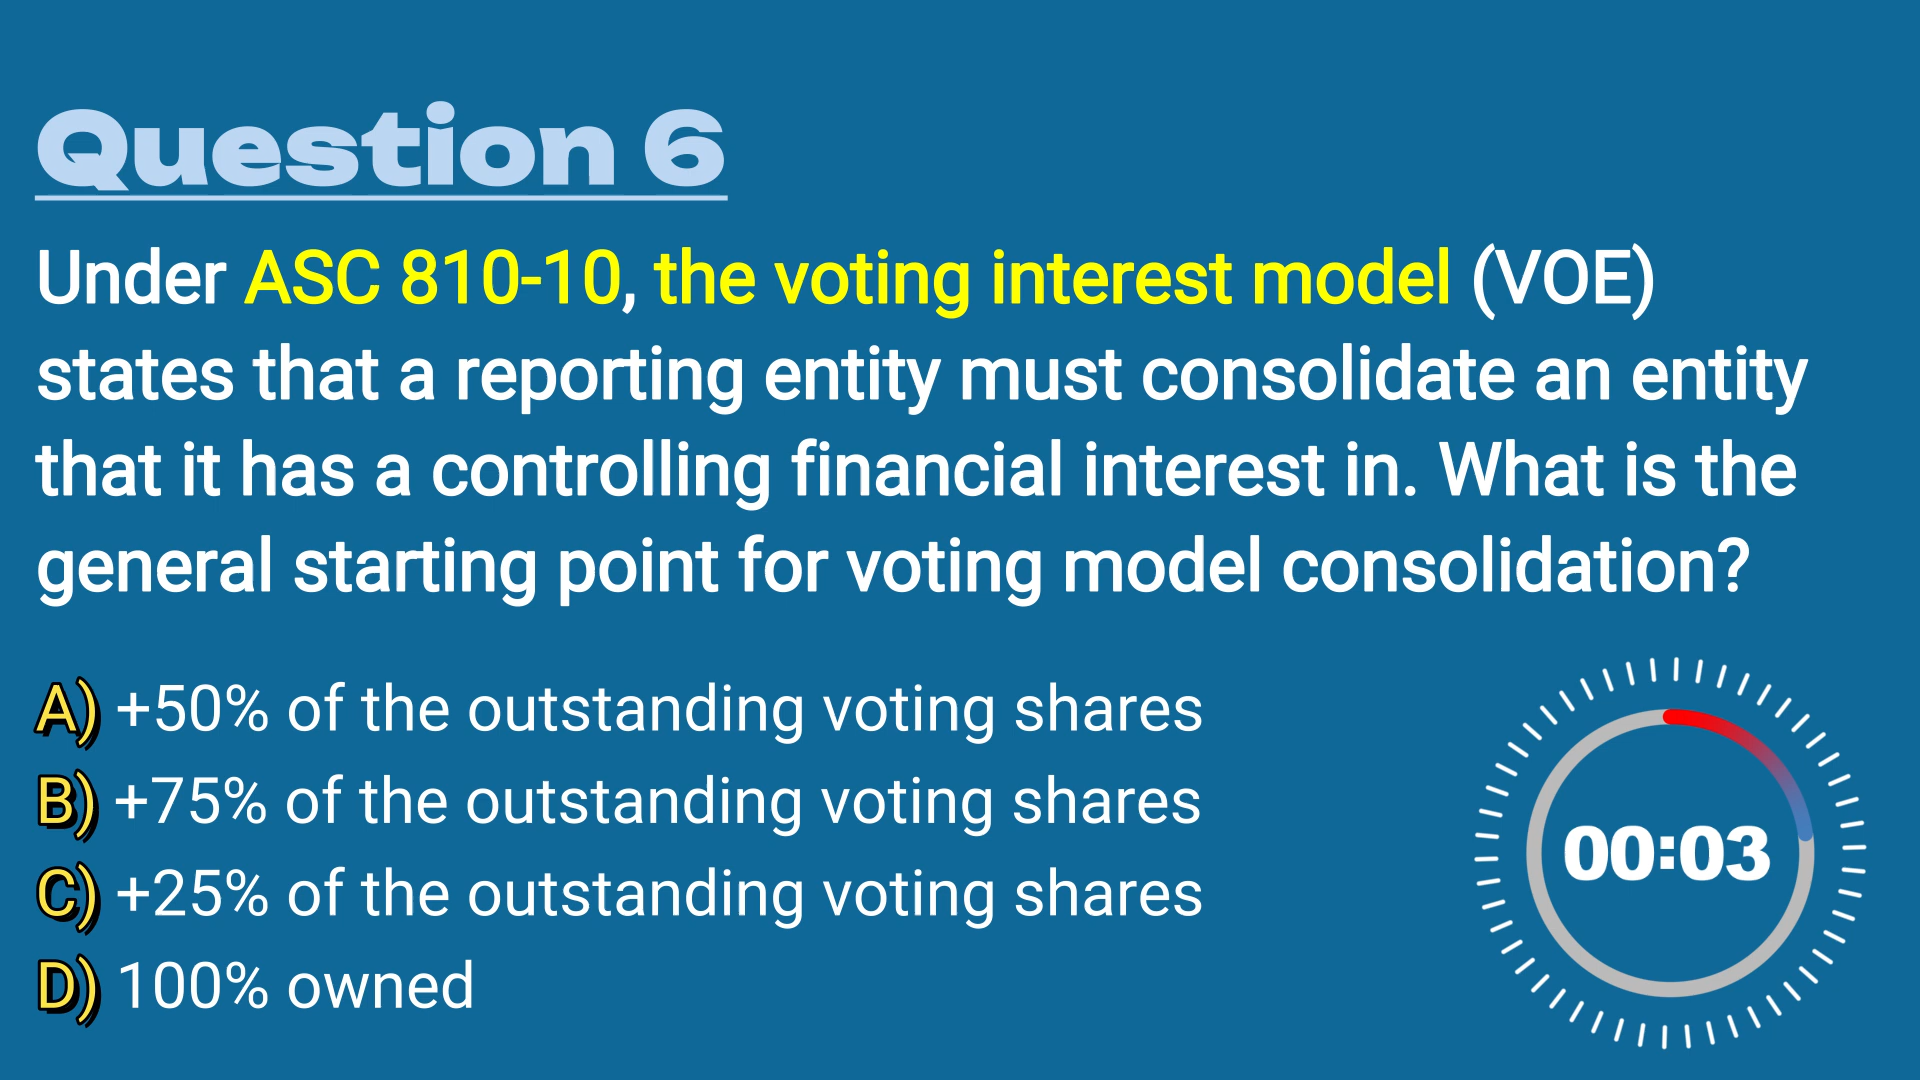 Question 6
Under ASC 810-10, the voting interest model (VOE)
states that a reporting entity must consolidate an entity
that it has a controlling financial interest in. What is the
general starting point for voting model consolidation?
A) +50% of the outstanding voting shares
B) +75% of the outstanding voting shares
C) +25% of the outstanding voting shares
D) 100% owned
00:03